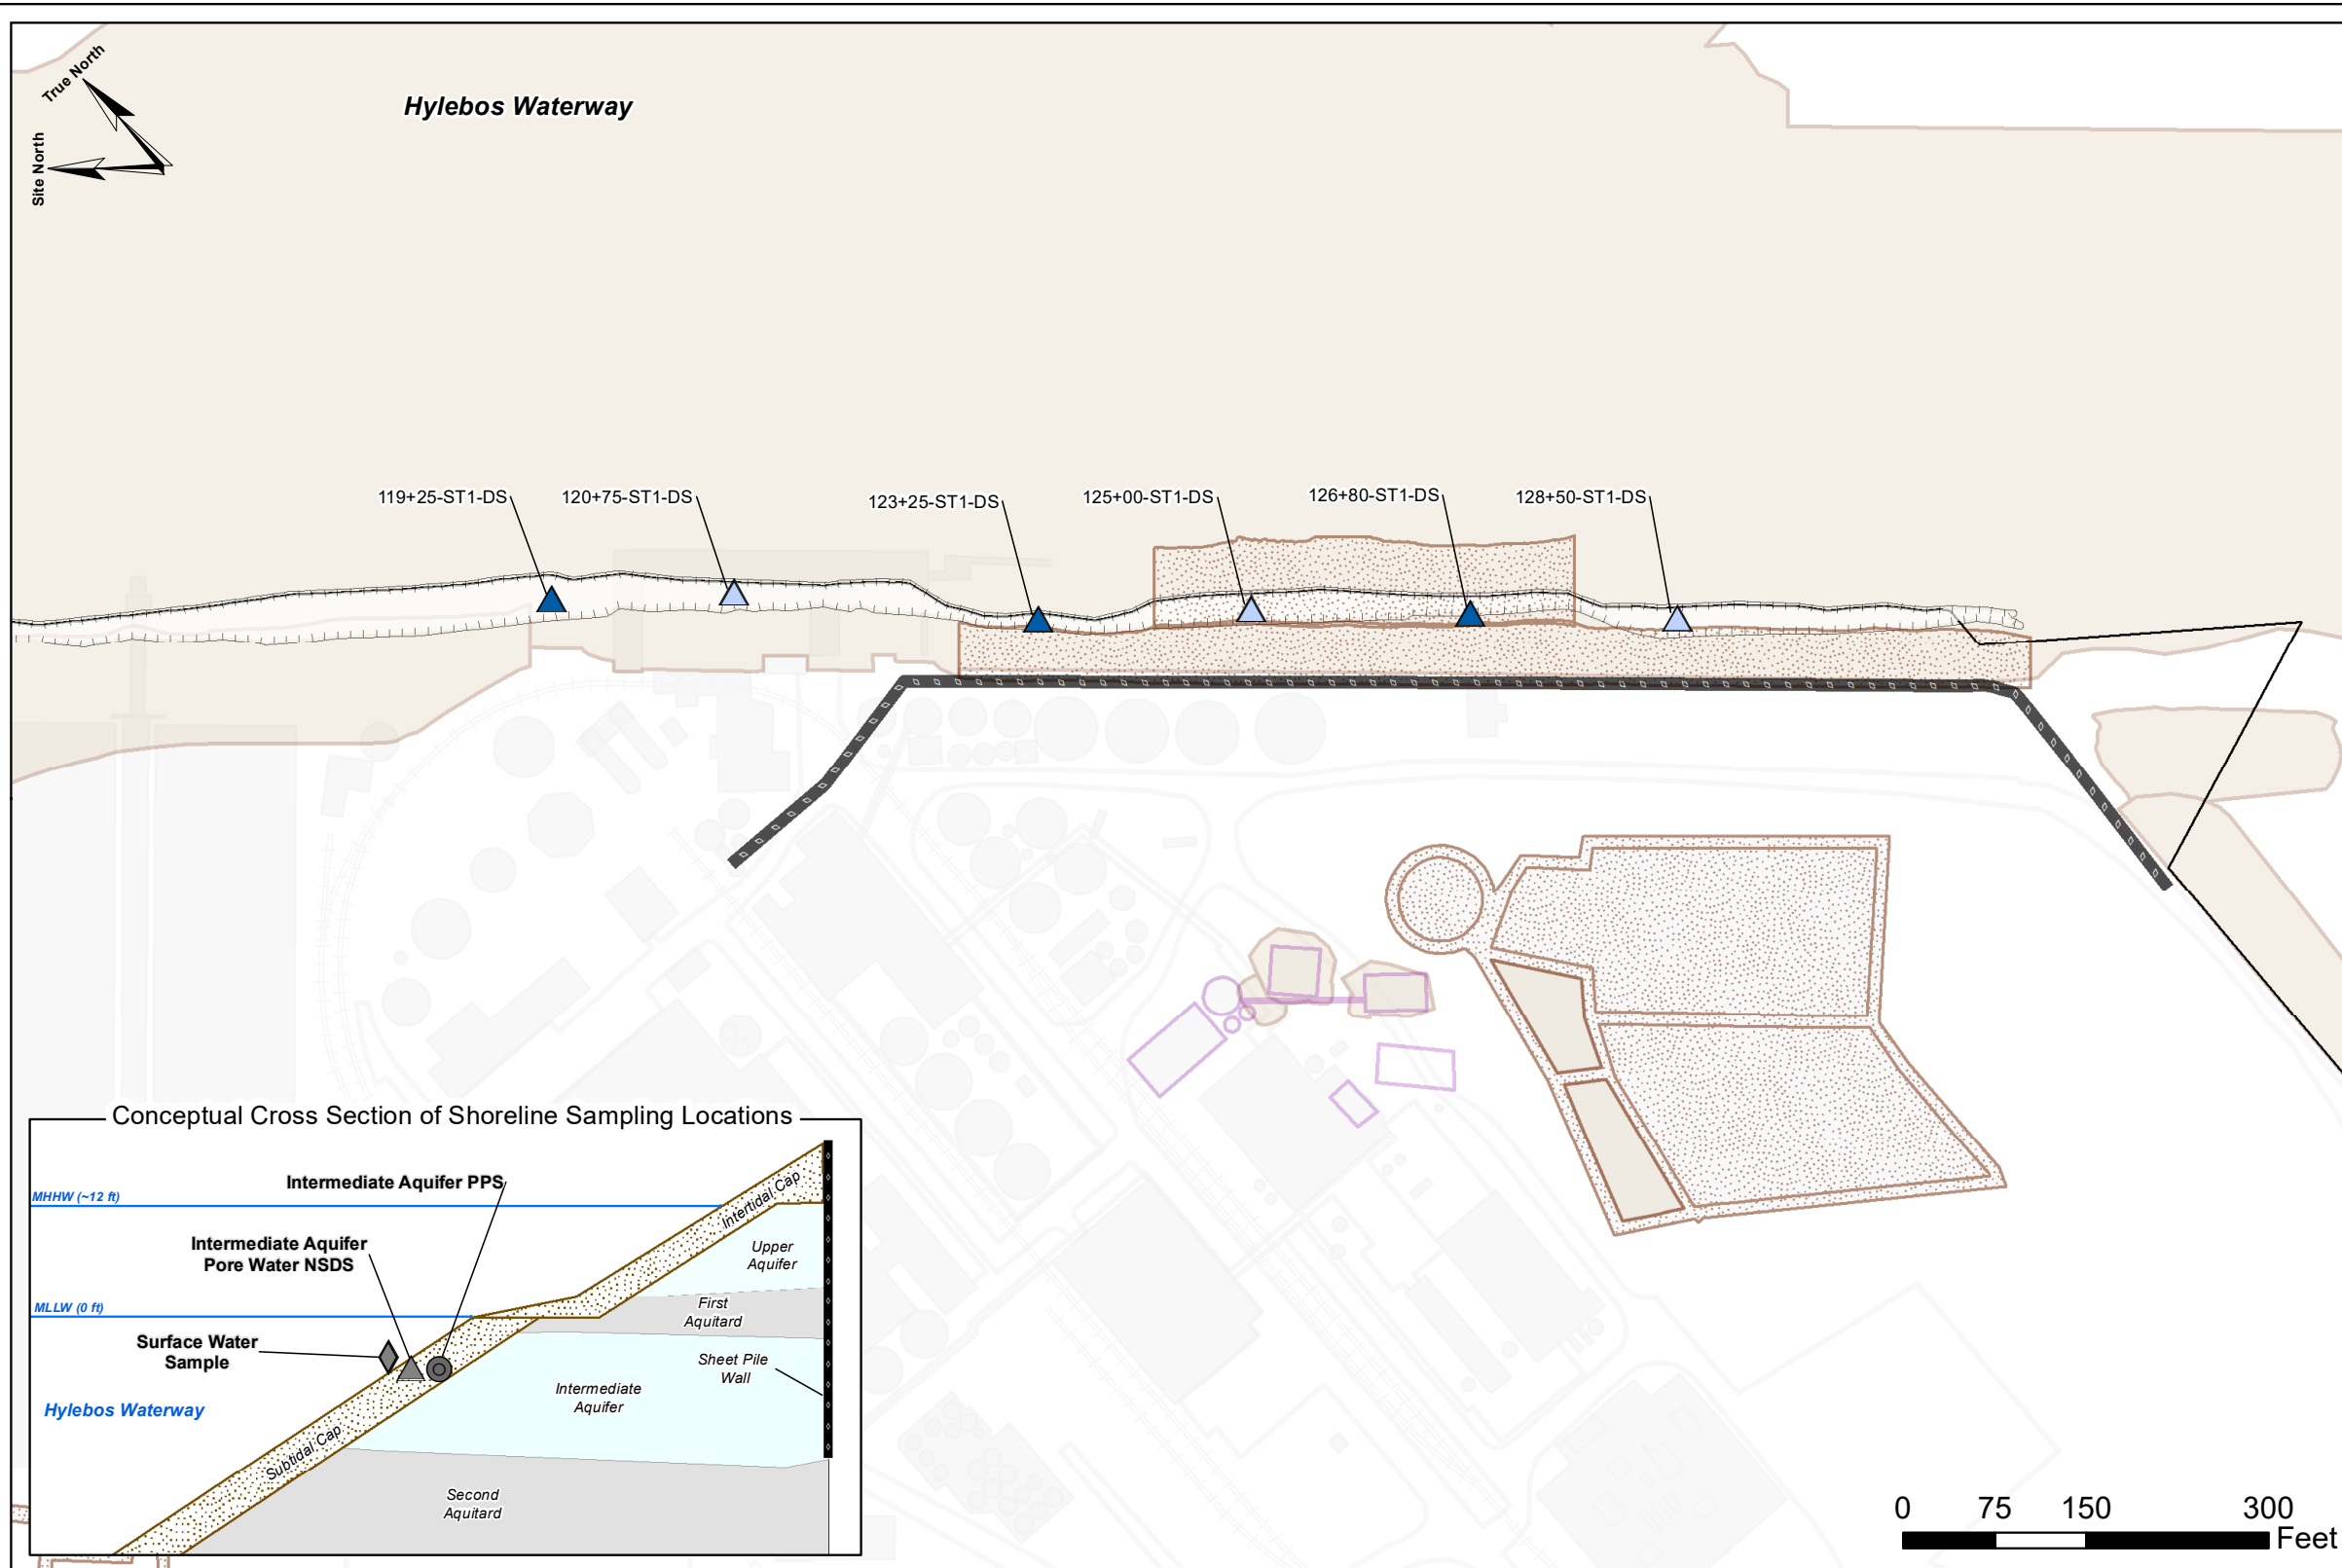 True North
Site North
Hylebos Waterway
119+25-ST1-DS
120+75-ST1-DS
123+25-ST1-DS
125+00-ST1-DS
126+80-ST1-DS
128+50-ST1-DS
Conceptual Cross Section of Shoreline Sampling Locations
Intermediate Aquifer PPS
MHHW (~12 ft)
Intertidal Cap
Intermediate Aquifer
Pore Water NSDS
Upper
Aquifer
MLLW (0 ft)
First
Aquitard
Surface Water
Sample
Sheet Pile
Wall
Intermediate
Aquifer
Hylebos Waterway
Subtidal Cap
Second
Aquitard
0 75 150 300
Feet